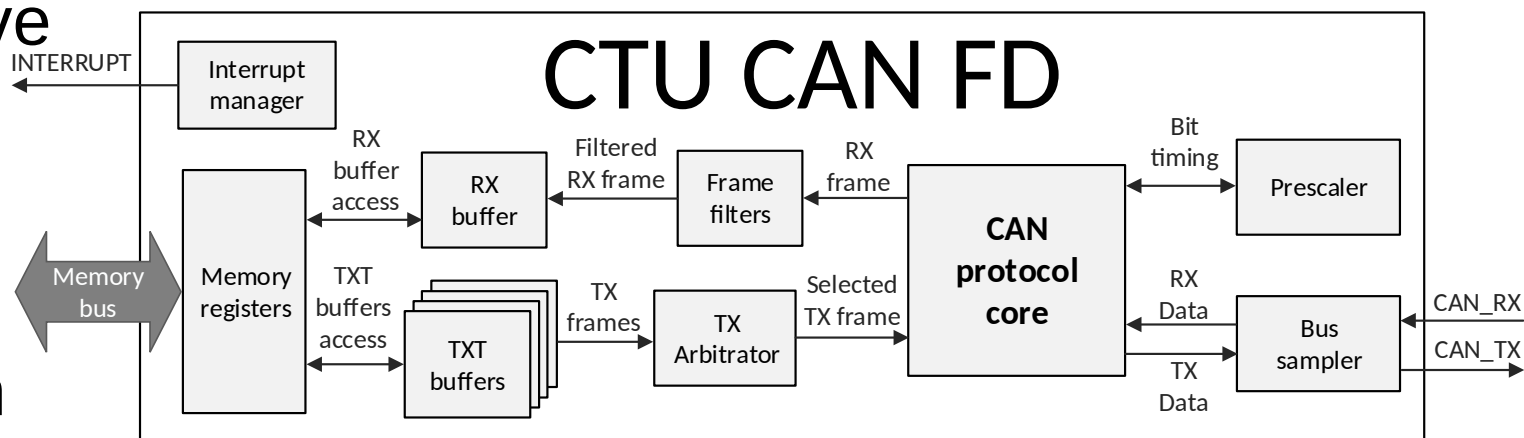 ve
INTERRUPT
Interrupt
manager
CTU CAN FD
RX
buffer
access
RX
buffer
Filtered
RX frame
Frame
filters
RX
frame
CAN
protocol
core
Bit
timing
Prescaler
Memory
bus
Memory
registers
TXT
buffers
access
TXT
buffers
TX
frames
TX
Arbitrator
Selected
TX frame
RX
Data
TX
Data
Bus
sampler
CAN_RX
CAN_TX